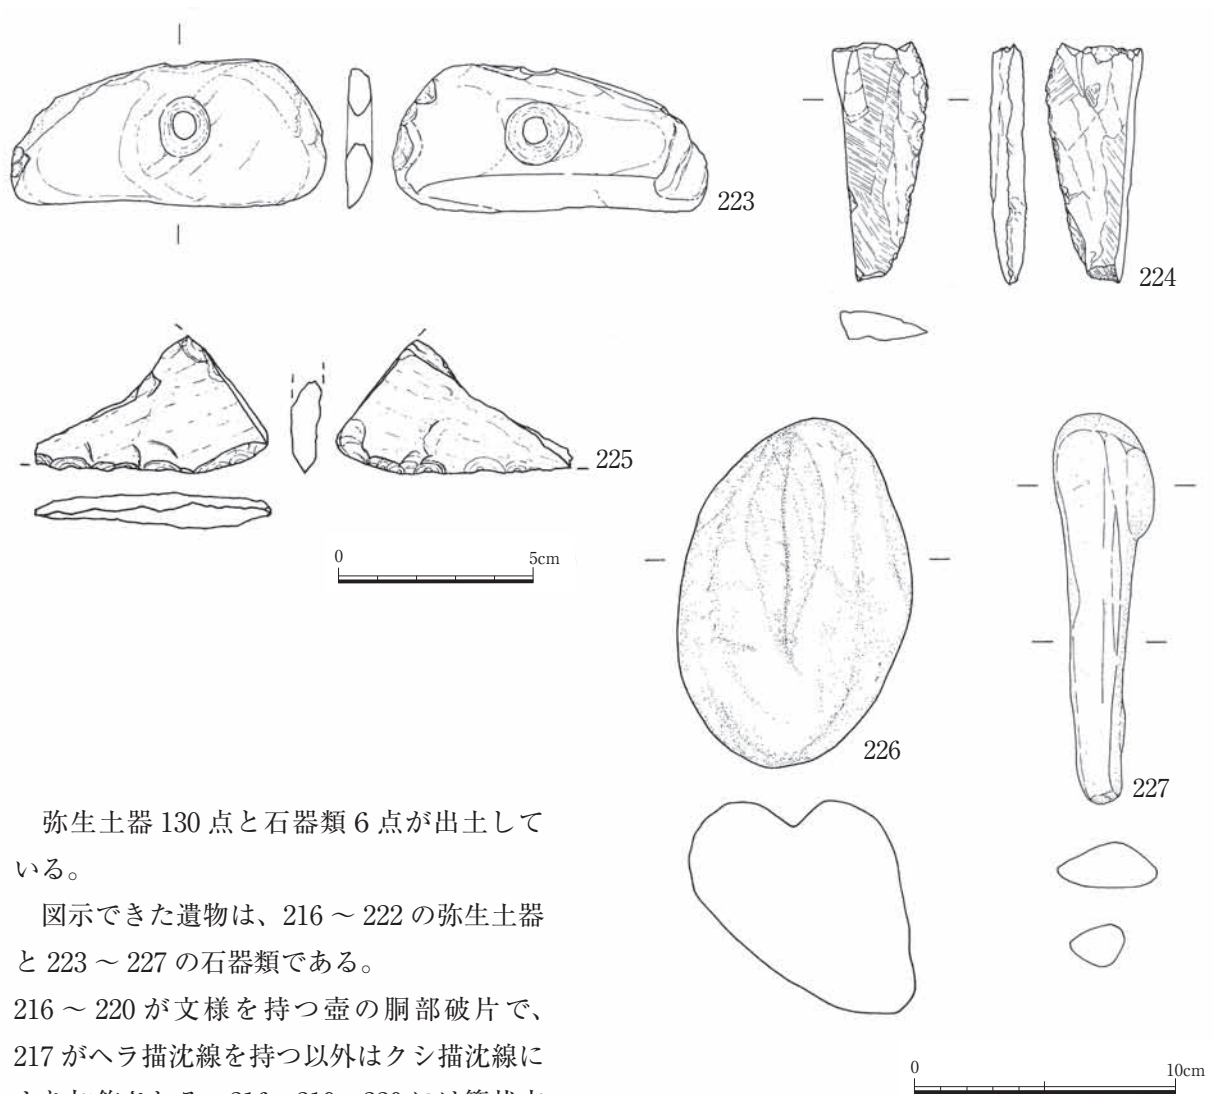 223
224
225
0 5cm
226
227
弥生土器 130 点と石器類 6 点が出土して
いる。
図示できた遺物は、216 ～ 222 の弥生土器
と 223 ～ 227 の石器類である。
216 ～ 220 が文様を持つ壺の胴部破片で、
217 がヘラ描沈線を持つ以外はクシ描沈線に
0 10cm